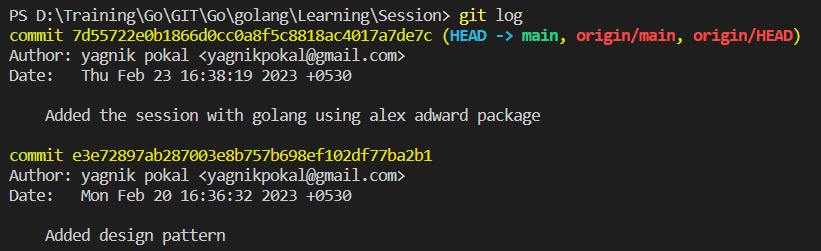 PS D:\Training\Go\GIT\Go\golang\Learning\Session> git log
commit 7d55722e0b1866d0cc0a8f5c8818ac4017a7de7c (HEAD -> main, origin/main, origin/HEAD)
Author: yagnik pokal <yagnikpokal@gmail.com>
Date:   Thu Feb 23 16:38:19 2023 +0530
Added the session with golang using alex adward package
commit e3e72897ab287003e8b757b698ef102df77ba2b1
Author: yagnik pokal <yagnikpokal@gmail.com>
Date:   Mon Feb 20 16:36:32 2023 +0530
Added design pattern